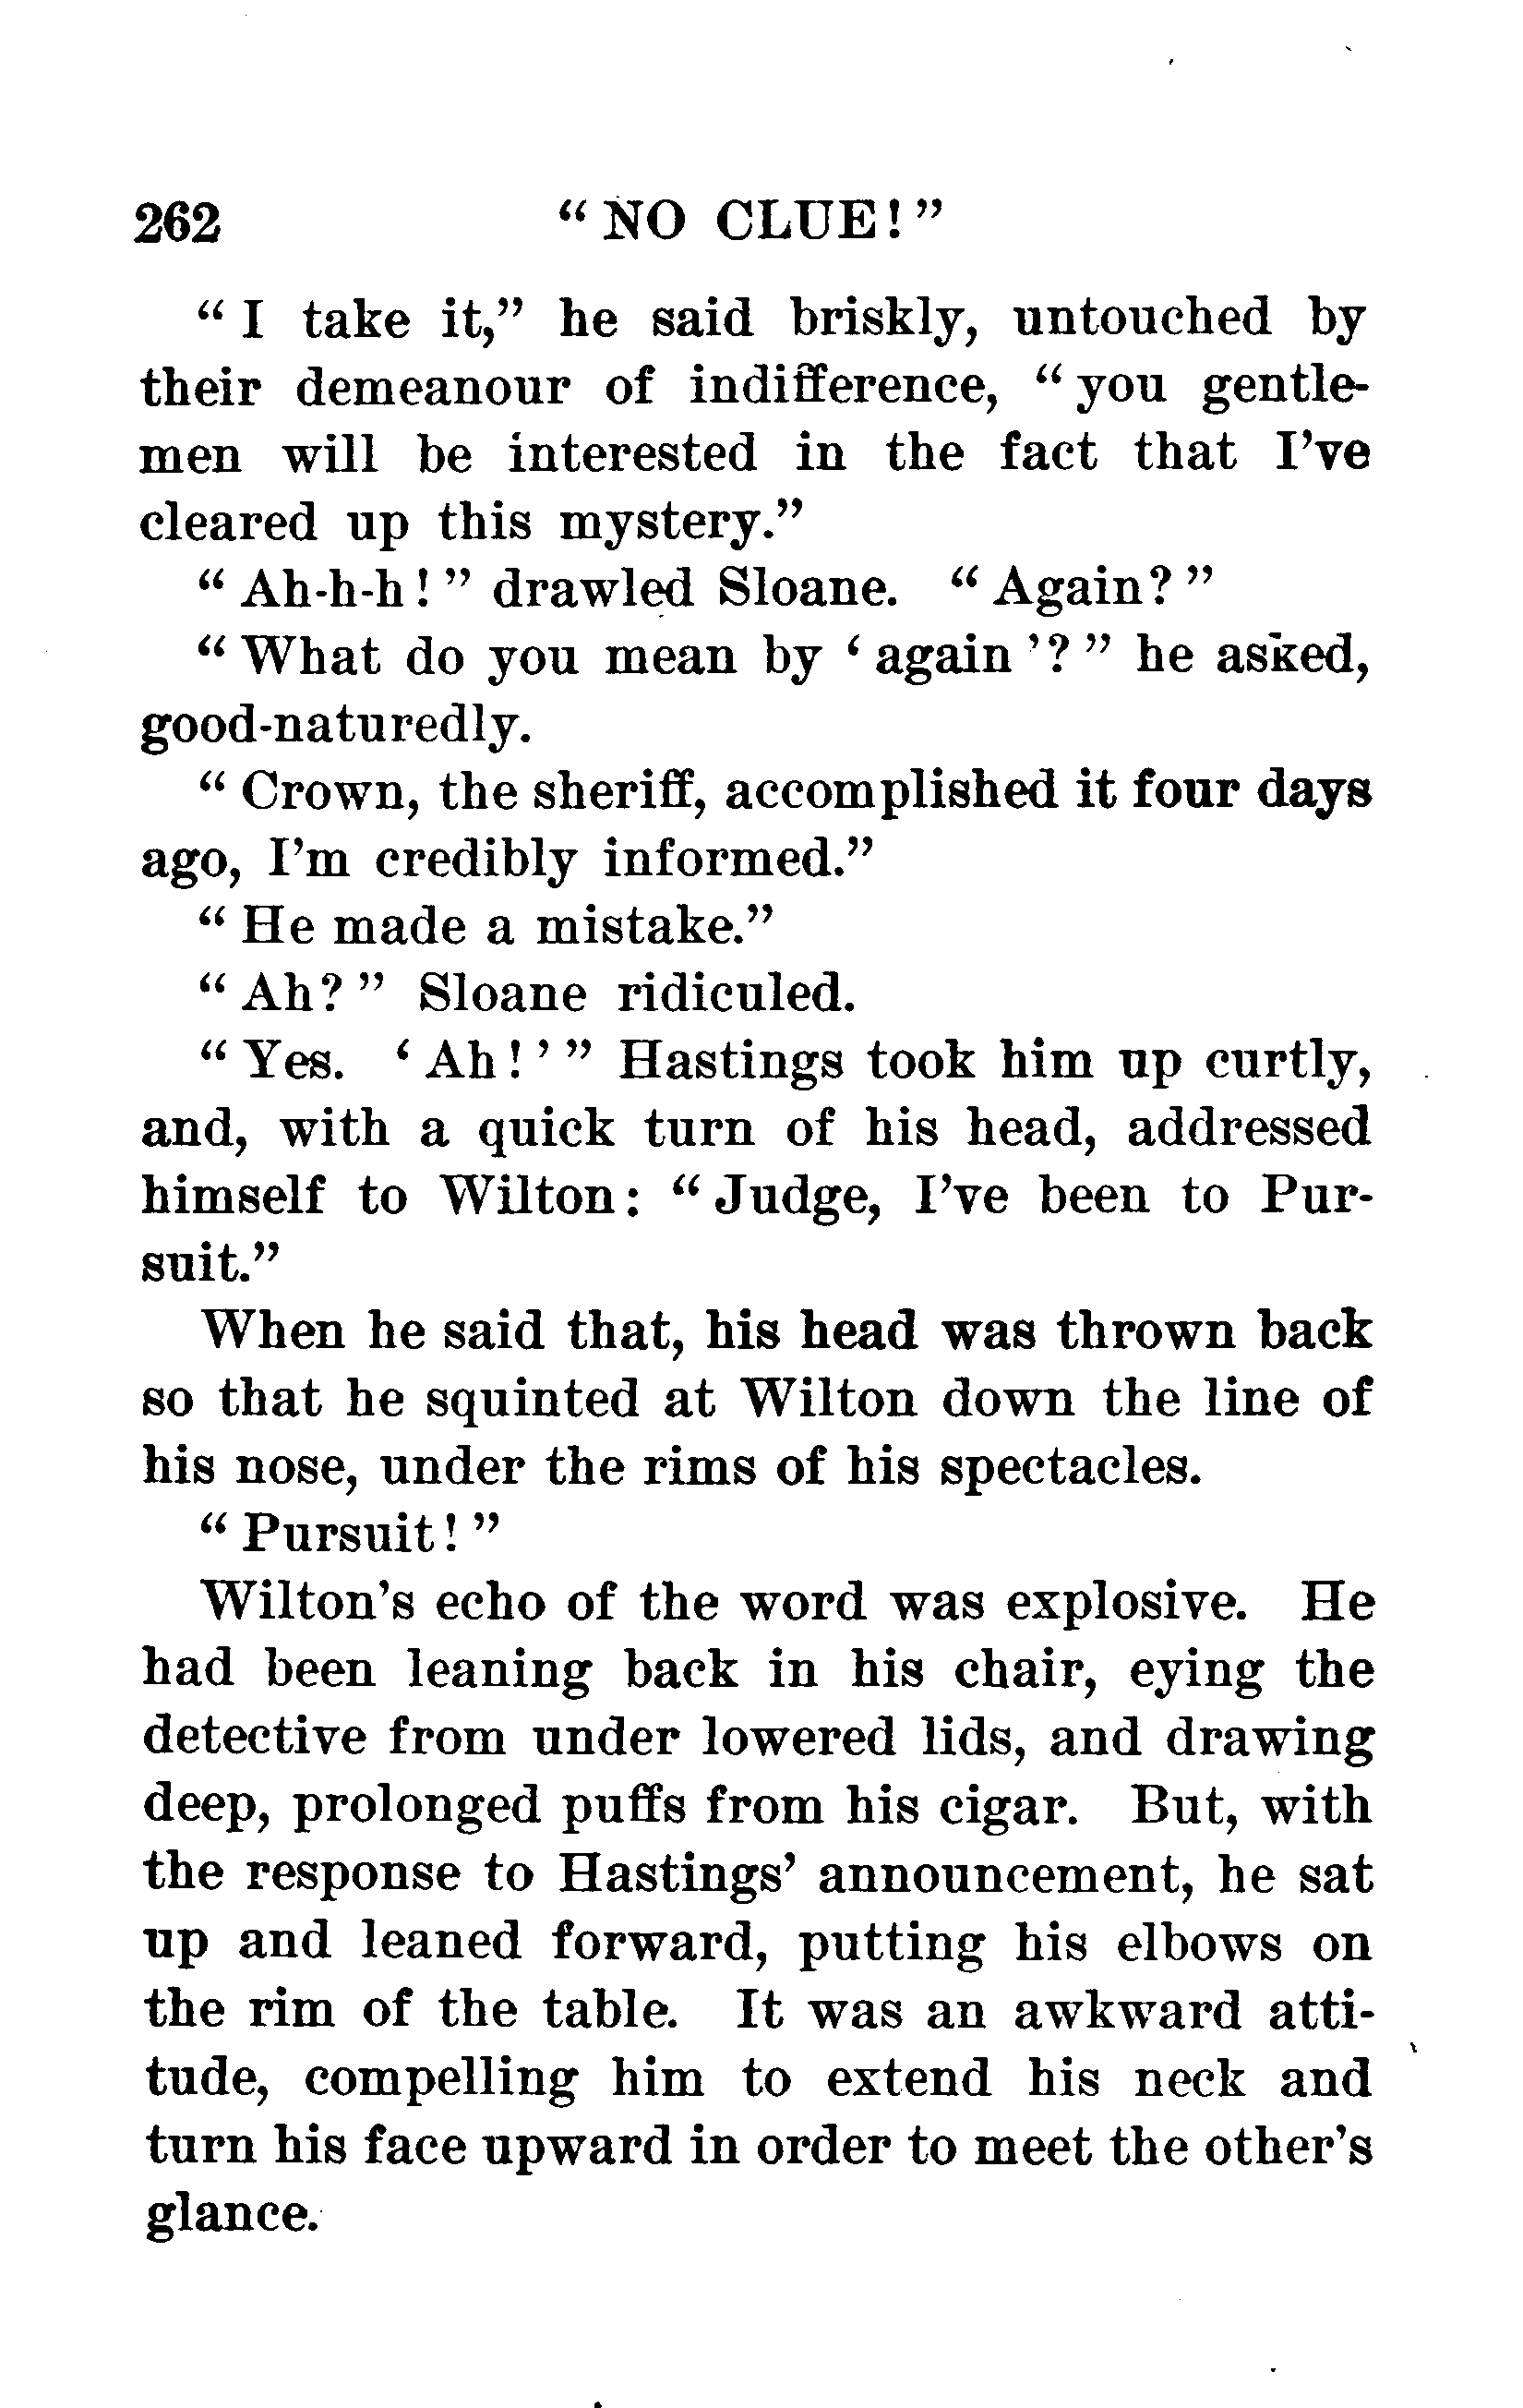 262 “ NO CLUE! ”
“ I take it,” he said briskly, untouched by
their demeanour of indifference, “ you gentle-
men will be interested in the fact that I’ve
cleared up this mystery.”
“ Ah-h-h ! ” drawled Sloane. “ Again? ”
“ What do you mean by ‘ again ’? ” he asked,
good-naturedly.
“ Crown, the sheriff, accomplished it four days
ago, I’m credibly informed.”
“ He made a mistake.”
“ Ah? ” Sloane ridiculed.
“ Yes. ‘ Ah ! ’ ” Hastings took him up curtly,
and, with a quick turn of his head, addressed
himself to Wilton : “ Judge, I’ve been to Pur-
suit.”
When he said that, his head was thrown back
so that he squinted at Wilton down the line of
his nose, under the rims of his spectacles.
“ Pursuit ! ”
Wilton’s echo of the word was explosive. He
had been leaning back in his chair, eying the
detective from under lowered lids, and drawing
deep, prolonged puffs from his cigar. But, with
the response to Hastings’ announcement, he sat
up and leaned forward, putting his elbows on
the rim of the table. It was an awkward atti-
tude, compelling him to extend his neck and
turn his face upward in order to meet the other’s
glance.